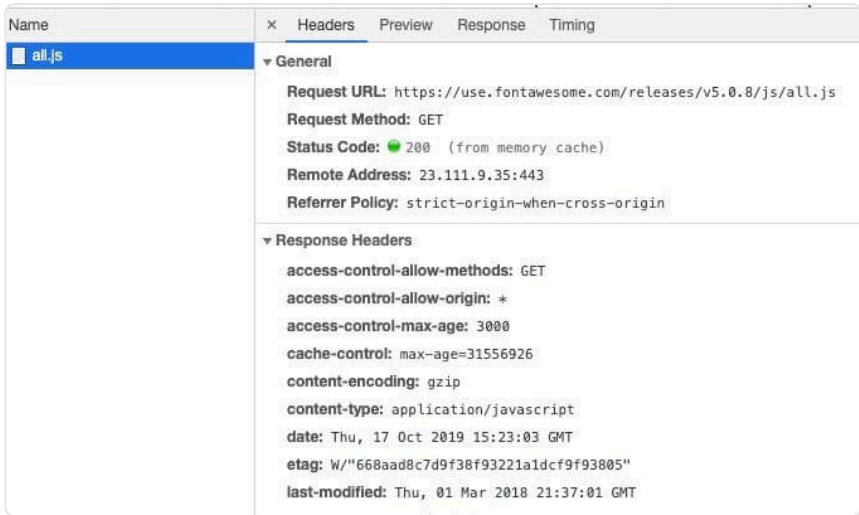 Name
× Headers Preview Response Timing
all.js
▾ General
Request URL: https://use.fontawesome.com/releases/v5.0.8/js/all.js
Request Method: GET
Status Code: 200 (from memory cache)
Remote Address: 23.111.9.35:443
Referrer Policy: strict-origin-when-cross-origin
▾ Response Headers
access-control-allow-methods: GET
access-control-allow-origin: *
access-control-max-age: 3000
cache-control: max-age=31556926
content-encoding: gzip
content-type: application/javascript
date: Thu, 17 Oct 2019 15:23:03 GMT
etag: W/"668aad8c7d9f38f93221a1dcf9f93805"
last-modified: Thu, 01 Mar 2018 21:37:01 GMT